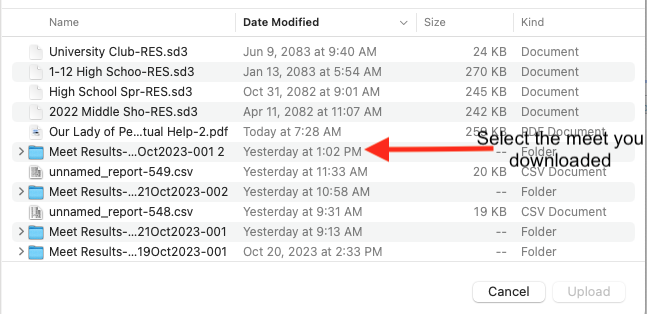 Name Date Modified Size Kind
University Club-RES.sd3 Jun 9, 2083 at 9:40 AM 24 KB Document
1-12 High Schoo-RES.sd3 Jan 13, 2083 at 5:54 AM 270 KB Document
High School Spr-RES.sd3 Oct 31, 2082 at 9:01 AM 245 KB Document
2022 Middle Sho-RES.sd3 Apr 11, 2082 at 11:07 AM 242 KB Document
Our Lady of Pe...tual Help-2.pdf Today at 7:28 AM KB PDF Document
Select the meet you
Meet Results-...Oct2023-001 2 Yesterday at 1:02 PM -- Folder
downloaded
unnamed_report-549.csv Yesterday at 11:33 AM 20 KB CSV Document
Meet Results-...21Oct2023-002 Yesterday at 10:58 AM -- Folder
unnamed_report-548.csv Yesterday at 9:31 AM 19 KB CSV Document
Meet Results-...21Oct2023-001 Yesterday at 9:13 AM -- Folder
Meet Results-...19Oct2023-001 Oct 20, 2023 at 2:33 PM -- Folder
Cancel Upload